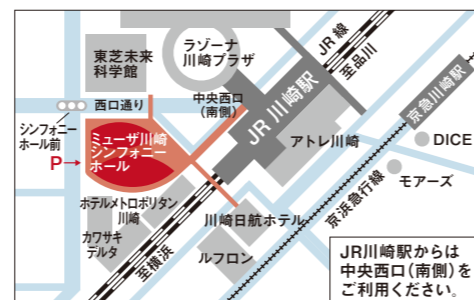 東芝未来
科学館
ラゾーナ
川崎プラザ
JR線
至品川
西口通り
中央西口
(南側)
JR 川崎駅
京急川崎駅
シンフォニー
ホール前
ミューザ川崎
シンフォニー
ホール
P→
アトレ川崎
DICE
モアーズ
ホテルメトロポリタン
川崎
カワサキ
デルタ
川崎日航ホテル
京浜急行線
至横浜
ルフロン
JR川崎駅からは
中央西口(南側)を
ご利用ください。